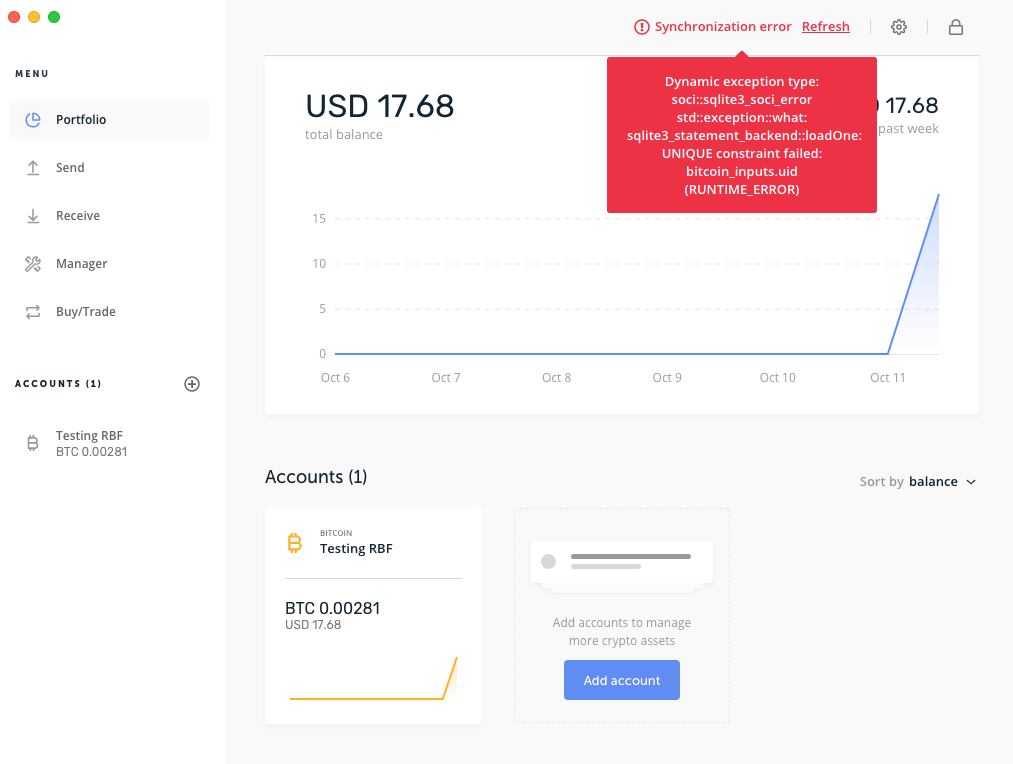 Synchronization error Refresh
MENU
Portfolio
Send
Receive
Manager
Buy/Trade
ACCOUNTS (1)
Testing RBF
BTC 0.00281
USD 17.68
total balance
17.68
past week
Dynamic exception type:
soci::sqlite3_soci_error
std::exception::what:
sqlite3_statement_backend::loadOne:
UNIQUE constraint failed:
bitcoin_inputs.uid
(RUNTIME_ERROR)
15
10
5
0
Oct 6 Oct 7 Oct 8 Oct 9 Oct 10 Oct 11
Accounts (1)
Sort by balance
BITCOIN
Testing RBF
BTC 0.00281
USD 17.68
Add accounts to manage
more crypto assets
Add account